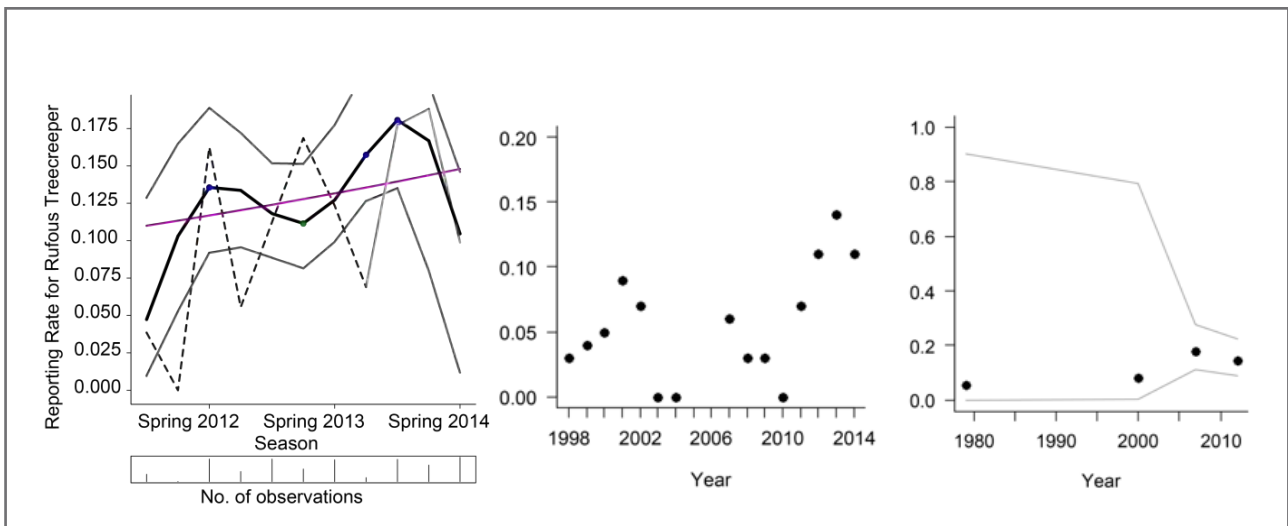 Reporting Rate for Rufous Treecreeper
0.175
0.150
0.125
0.100
0.075
0.050
0.025
0.000
Spring 2012 Spring 2013 Spring 2014
Season
No. of observations
0.20
0.15
0.10
0.05
0.00
1998 2002 2006 2010 2014
Year
1.0
0.8
0.6
0.4
0.2
0.0
1980 1990 2000 2010
Year